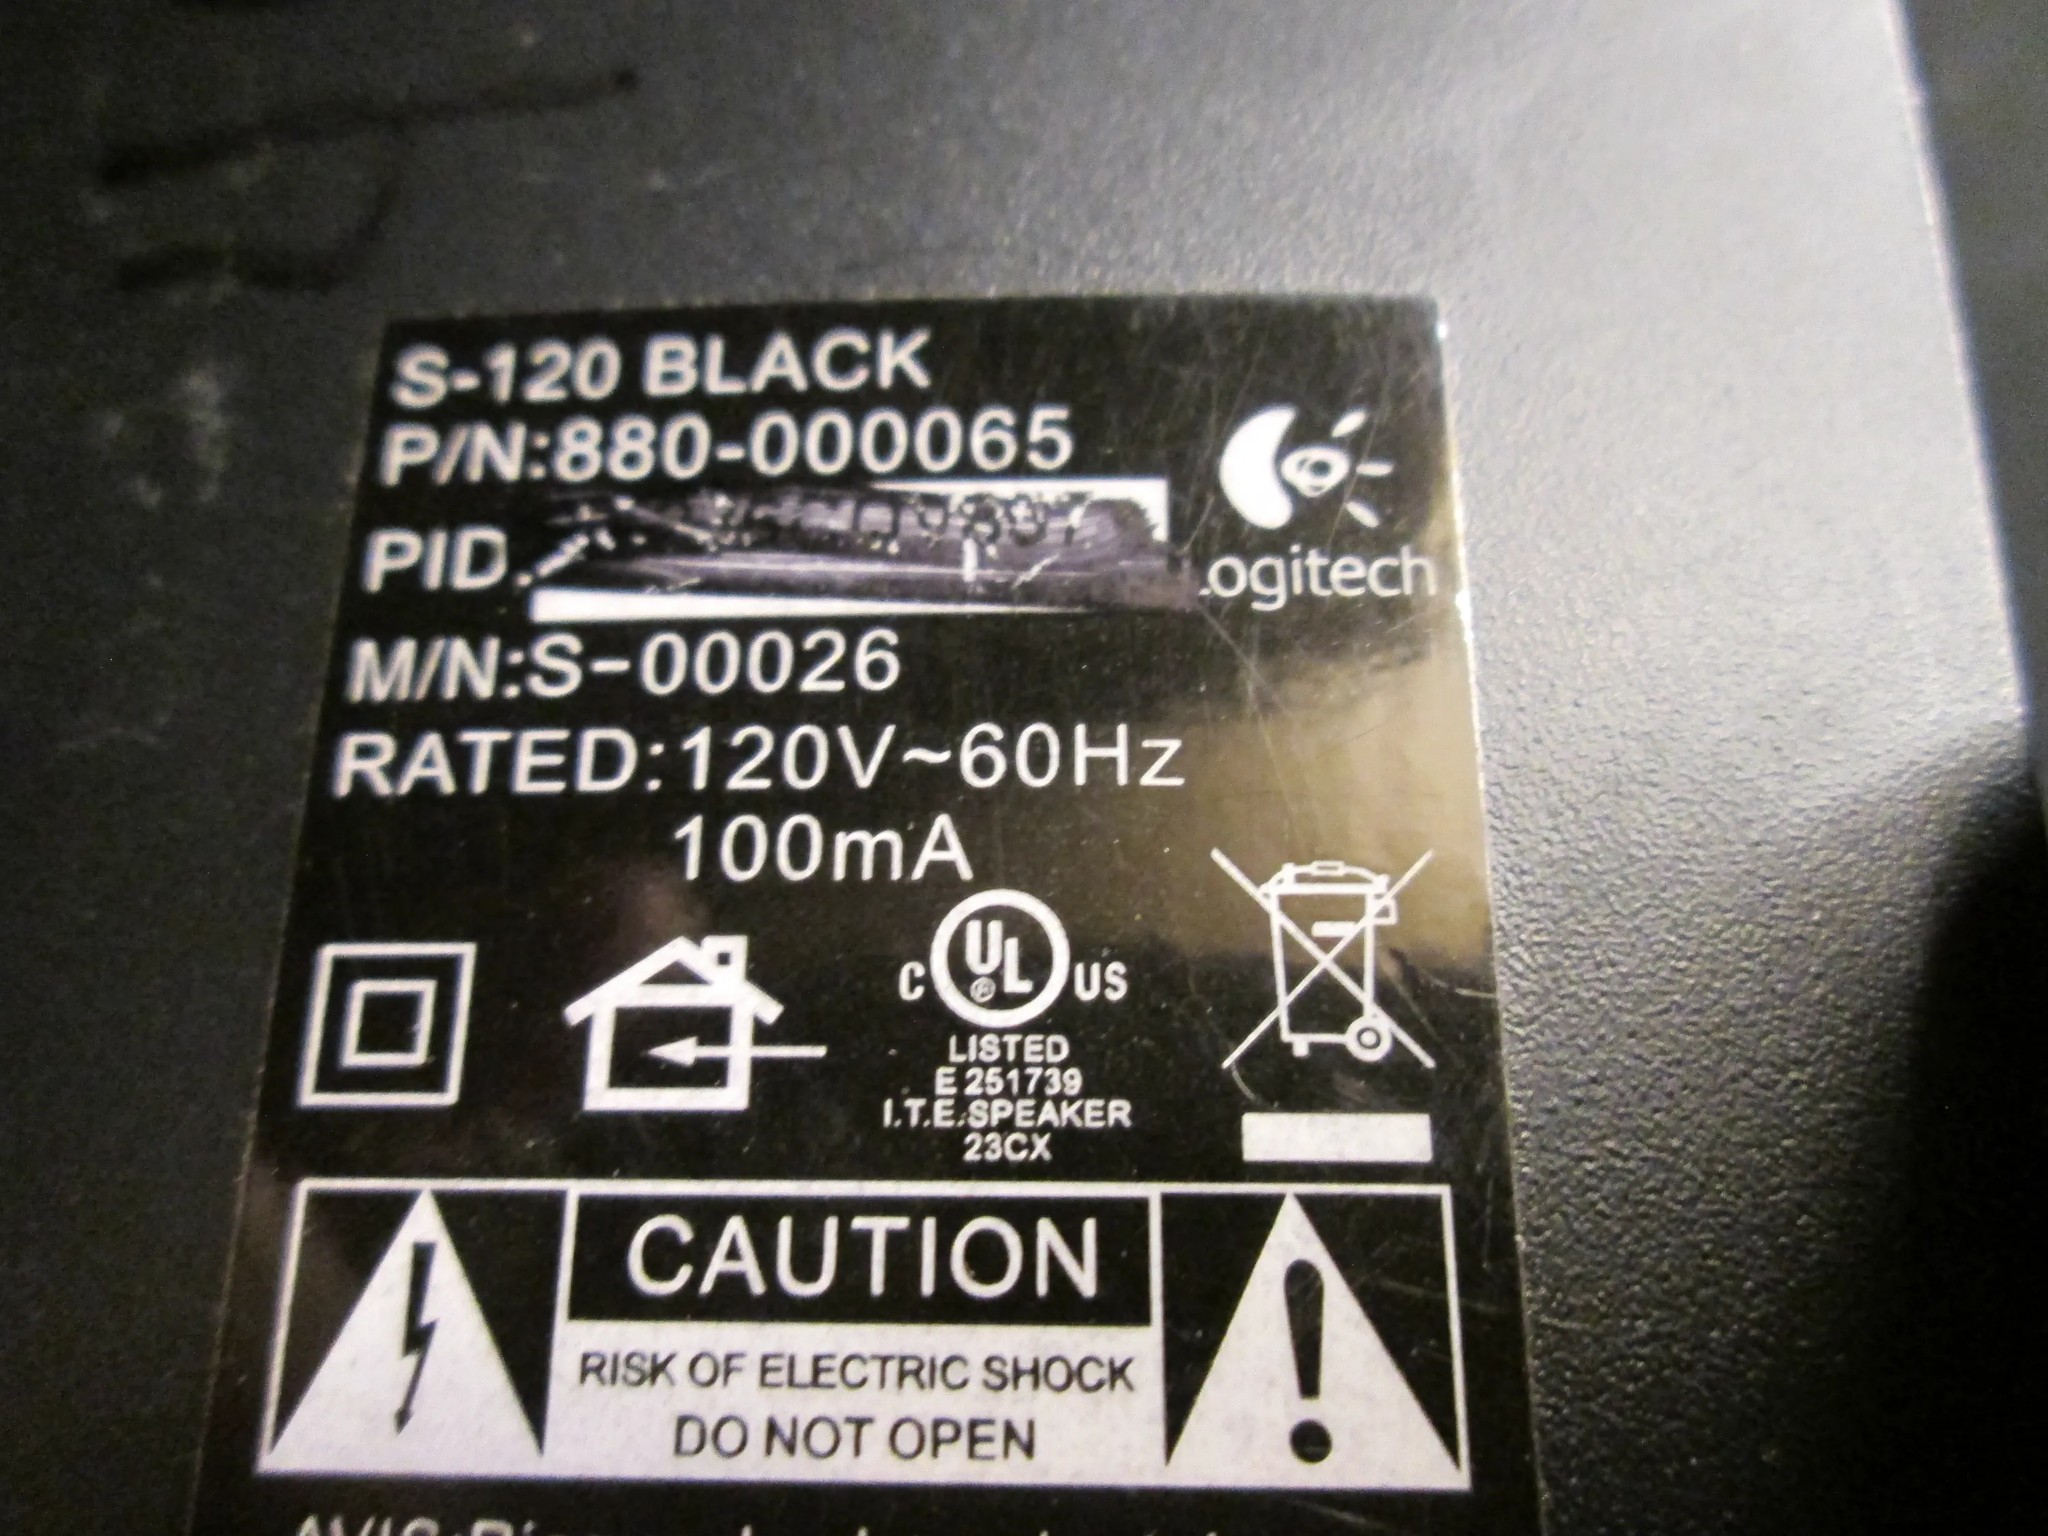 S-120 BLACK
P/N:880-000065
PID
Logitech
M/N:S-00026
RATED:120V~60Hz
100mA
C UL ® US
LISTED
E 251739
I.T.E.SPEAKER
23CX
CAUTION
RISK OF ELECTRIC SHOCK
DO NOT OPEN